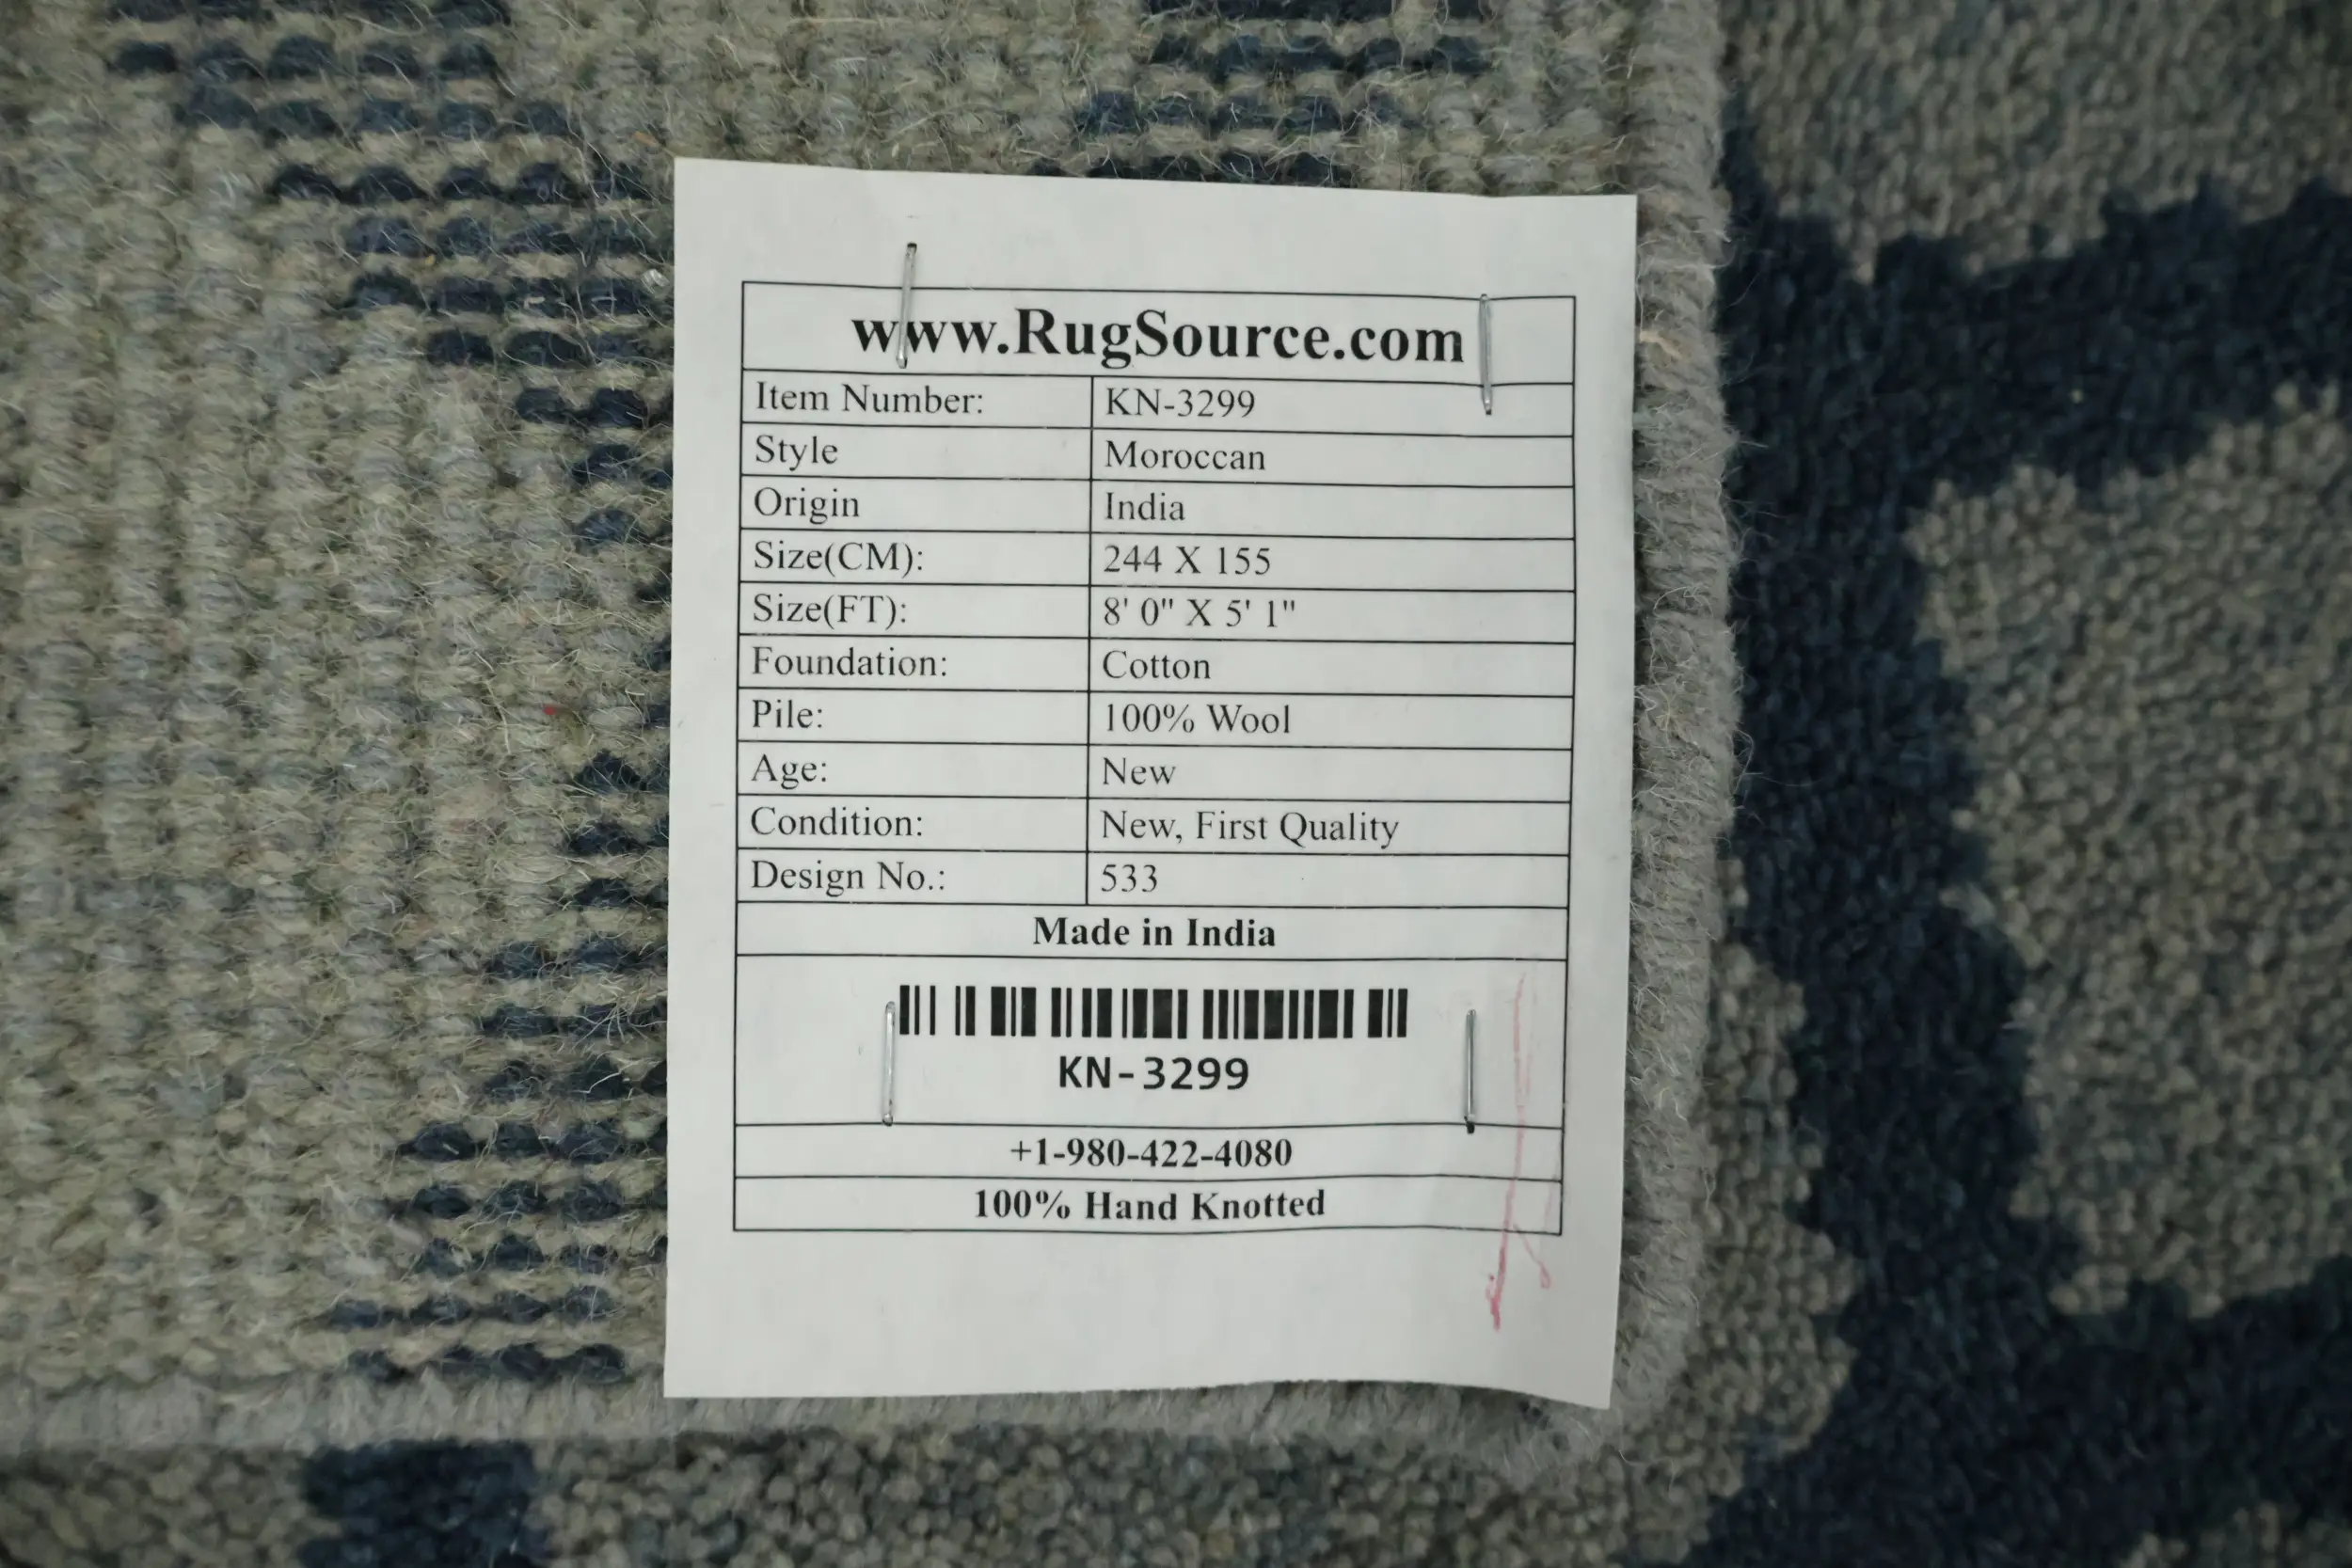 www.RugSource.com
Item Number: KN-3299
Style Moroccan
Origin India
Size(CM): 244 X 155
Size(FT): 8' 0" X 5' 1"
Foundation: Cotton
Pile: 100% Wool
Age: New
Condition: New, First Quality
Design No.: 533
Made in India
KN-3299
+1-980-422-4080
100% Hand Knotted